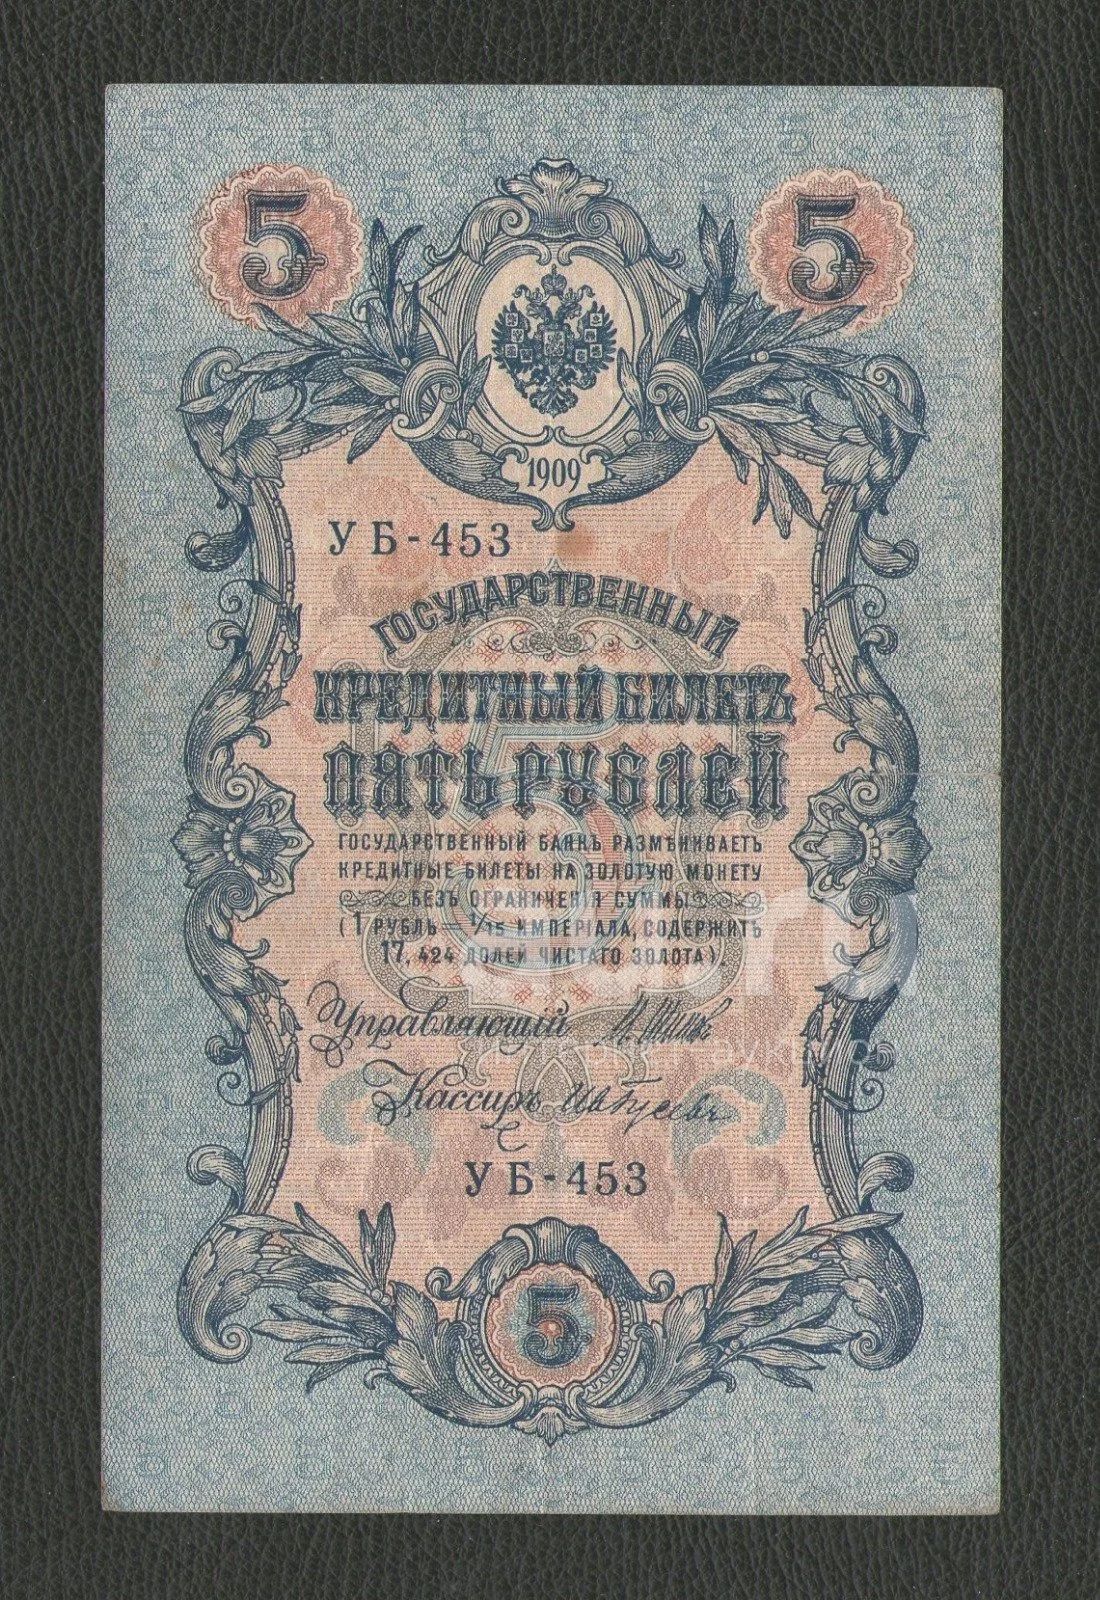 5 5
1909
УБ-453
ГОСУДАРСТВЕННЫЙ
КРЕДИТНЫЙ БИЛЕТЪ
ПЯТЬ РУБЛЕЙ
ГОСУДАРСТВЕННЫЙ БАНКЪ РАЗМѢНИВАЕТЪ
КРЕДИТНЫЕ БИЛЕТЫ НА ЗОЛОТУЮ МОНЕТУ
БЕЗЪ ОГРАНИЧЕНІЯ СУММЫ
(1 РУБЛЬ = 1/15 ИМПЕРІАЛА, СОДЕРЖИТЪ
17,424 ДОЛЕЙ ЧИСТАГО ЗОЛОТА).
Управляющій
Кассиръ
УБ-453
5